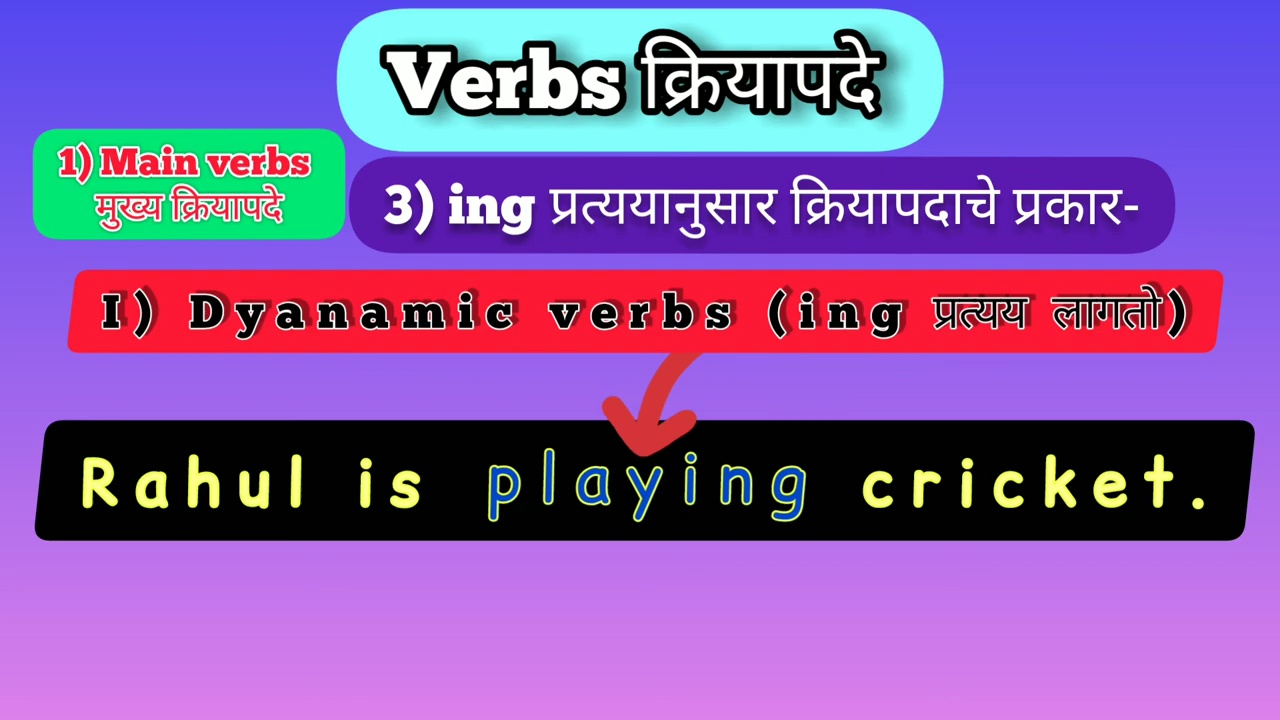 Verbs क्रियापदे
1) Main verbs
मुख्य क्रियापदे
3) ing प्रत्ययानुसार क्रियापदाचे प्रकार-
I) Dyanamic verbs (ing प्रत्यय लागतो)
Rahul is playing cricket.